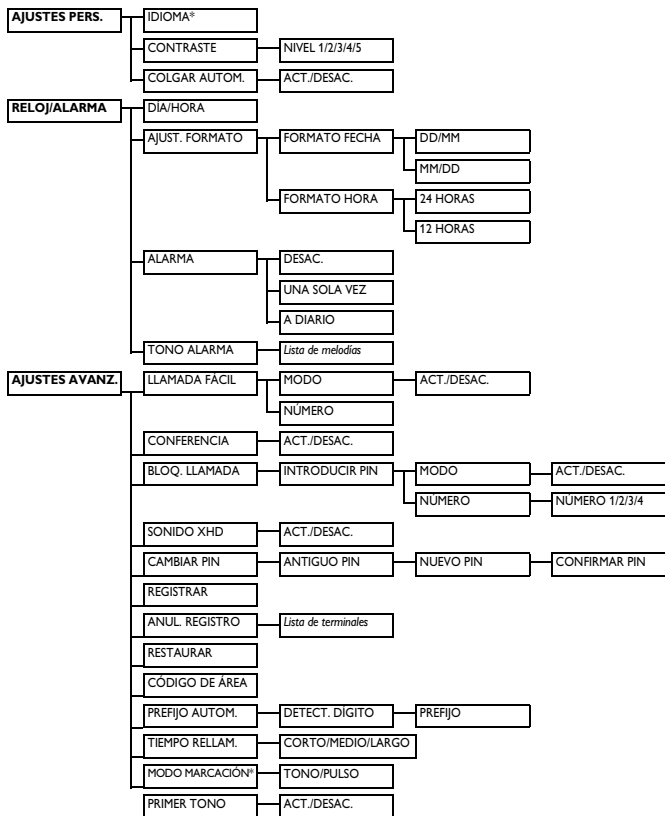 AJUSTES PERS. IDIOMA*
CONTRASTE NIVEL 1/2/3/4/5
COLGAR AUTOM. ACT./DESAC.
RELOJ/ALARMA DÍA/HORA
AJUST. FORMATO FORMATO FECHA DD/MM
MM/DD
FORMATO HORA 24 HORAS
12 HORAS
ALARMA DESAC.
UNA SOLA VEZ
A DIARIO
TONO ALARMA Lista de melodías
AJUSTES AVANZ. LLAMADA FÁCIL MODO ACT./DESAC.
NÚMERO
CONFERENCIA ACT./DESAC.
BLOQ. LLAMADA INTRODUCIR PIN MODO ACT./DESAC.
NÚMERO NÚMERO 1/2/3/4
SONIDO XHD ACT./DESAC.
CAMBIAR PIN ANTIGUO PIN NUEVO PIN CONFIRMAR PIN
REGISTRAR
ANUL. REGISTRO Lista de terminales
RESTAURAR
CÓDIGO DE ÁREA
PREFIJO AUTOM. DETECT. DÍGITO PREFIJO
TIEMPO RELLAM. CORTO/MEDIO/LARGO
MODO MARCACIÓN* TONO/PULSO
PRIMER TONO ACT./DESAC.